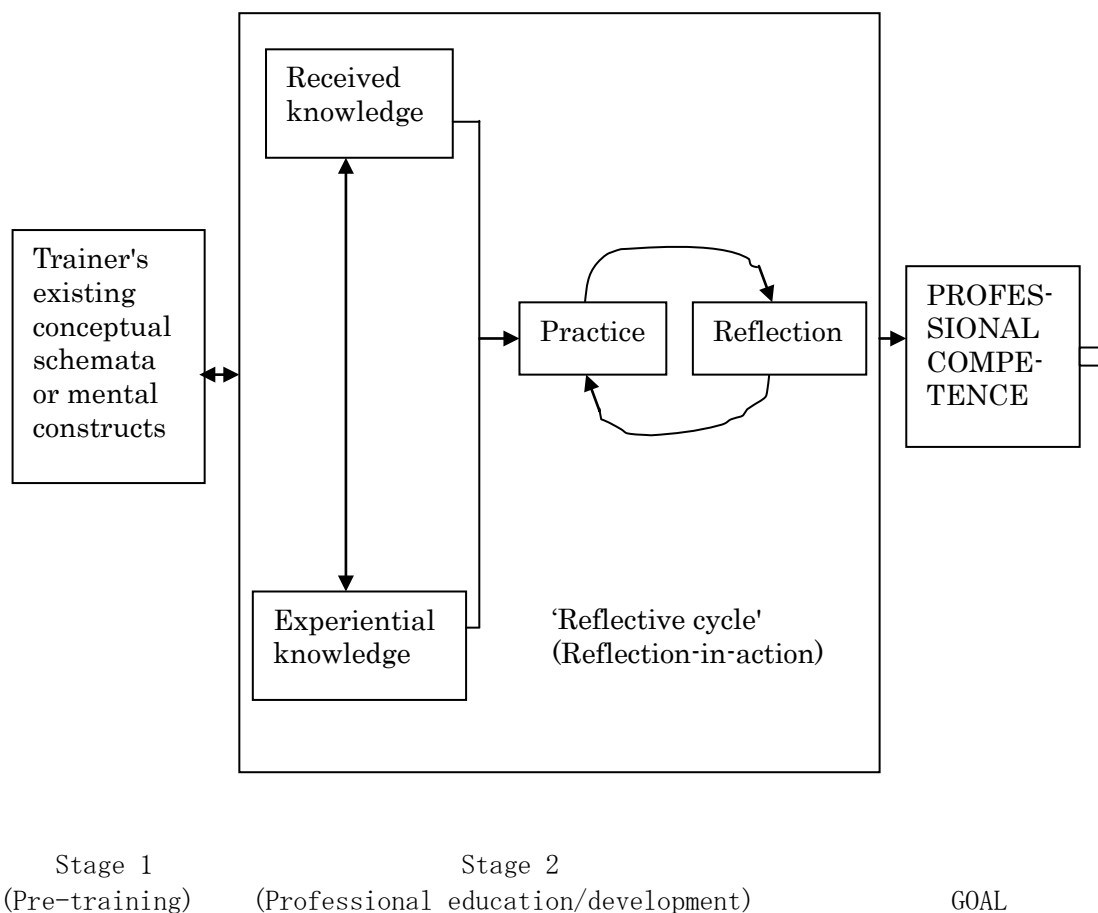 Received
knowledge
Trainer's
existing
conceptual
schemata
or mental
constructs
Practice
Reflection
PROFES-
SIONAL
COMPE-
TENCE
Experiential
knowledge
‘Reflective cycle'
(Reflection-in-action)
Stage 1
(Pre-training)
Stage 2
(Professional education/development)
GOAL